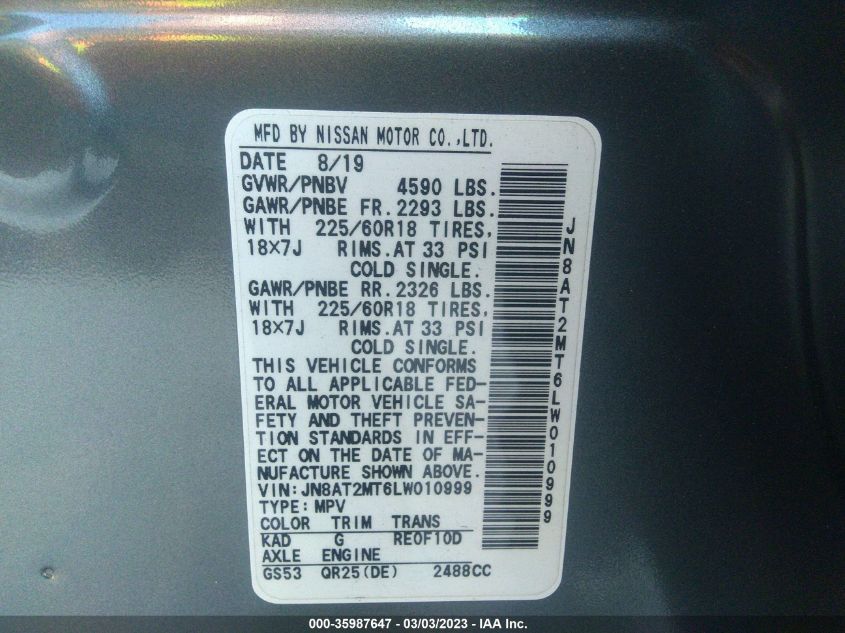 MFD BY NISSAN MOTOR CO.,LTD.
DATE 8/19
GVWR/PNBV 4590 LBS.
GAWR/PNBE FR. 2293 LBS.
WITH 225/60R18 TIRES,
18×7J RIMS. AT 33 PSI
COLD SINGLE.
GAWR/PNBE RR. 2326 LBS.
WITH 225/60R18 TIRES,
18×7J RIMS. AT 33 PSI
COLD SINGLE.
THIS VEHICLE CONFORMS
TO ALL APPLICABLE FED-
ERAL MOTOR VEHICLE SA-
FETY AND THEFT PREVEN-
TION STANDARDS IN EFF-
ECT ON THE DATE OF MA-
NUFACTURE SHOWN ABOVE.
VIN: JN8AT2MT6LW010999
TYPE: MPV
COLOR TRIM TRANS
KAD G RE0F10D
AXLE ENGINE
GS53 QR25(DE) 2488CC
JN8AT2MT6LW010999
000-35987647 - 03/03/2023 - IAA Inc.